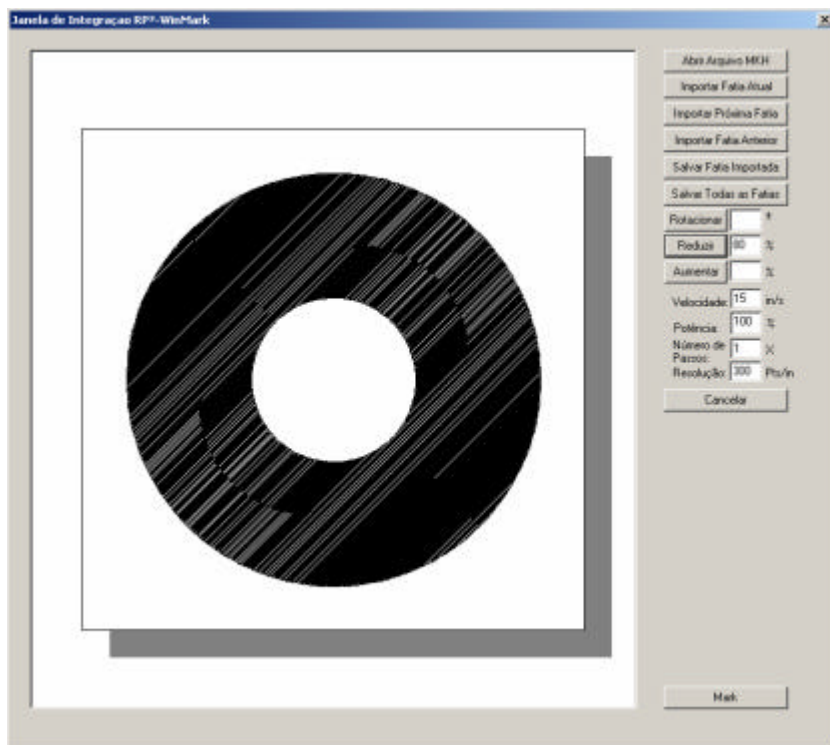 Janela de Integraçao RP³-WinMark
Abrir Arquivo MKH
Importar Fatia Atual
Importar Próxima Fatia
Importar Fatia Anterior
Salvar Fatia Importada
Salvar Todas as Fatias
Rotacionar °
Reduzir 80 %
Aumentar %
Velocidade: 15 in/s
Potência: 100 %
Número de
Passos: 1 X
Resolução: 300 Pts/in
Cancelar
Mark